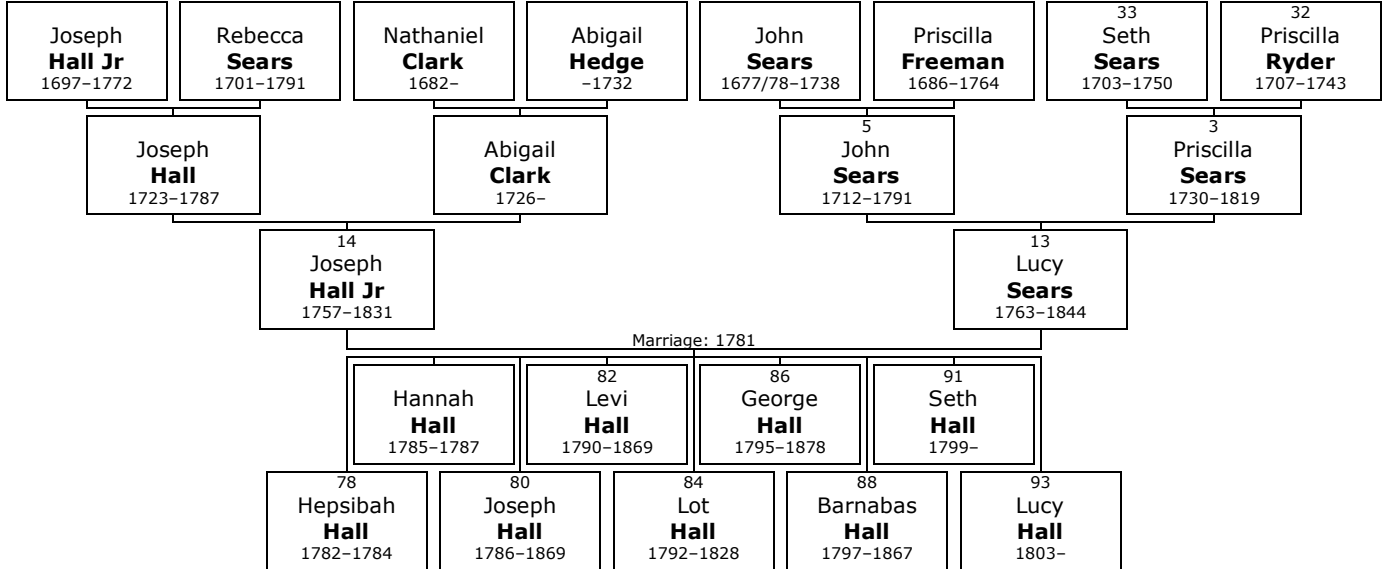 Joseph
Hall Jr
1697–1772
Rebecca
Sears
1701–1791
Nathaniel
Clark
1682–
Abigail
Hedge
–1732
John
Sears
1677/78–1738
Priscilla
Freeman
1686–1764
33
Seth
Sears
1703–1750
32
Priscilla
Ryder
1707–1743
Joseph
Hall
1723–1787
Abigail
Clark
1726–
5
John
Sears
1712–1791
3
Priscilla
Sears
1730–1819
14
Joseph
Hall Jr
1757–1831
13
Lucy
Sears
1763–1844
Marriage: 1781
Hannah
Hall
1785–1787
82
Levi
Hall
1790–1869
86
George
Hall
1795–1878
91
Seth
Hall
1799–
78
Hepsibah
Hall
1782–1784
80
Joseph
Hall
1786–1869
84
Lot
Hall
1792–1828
88
Barnabas
Hall
1797–1867
93
Lucy
Hall
1803–